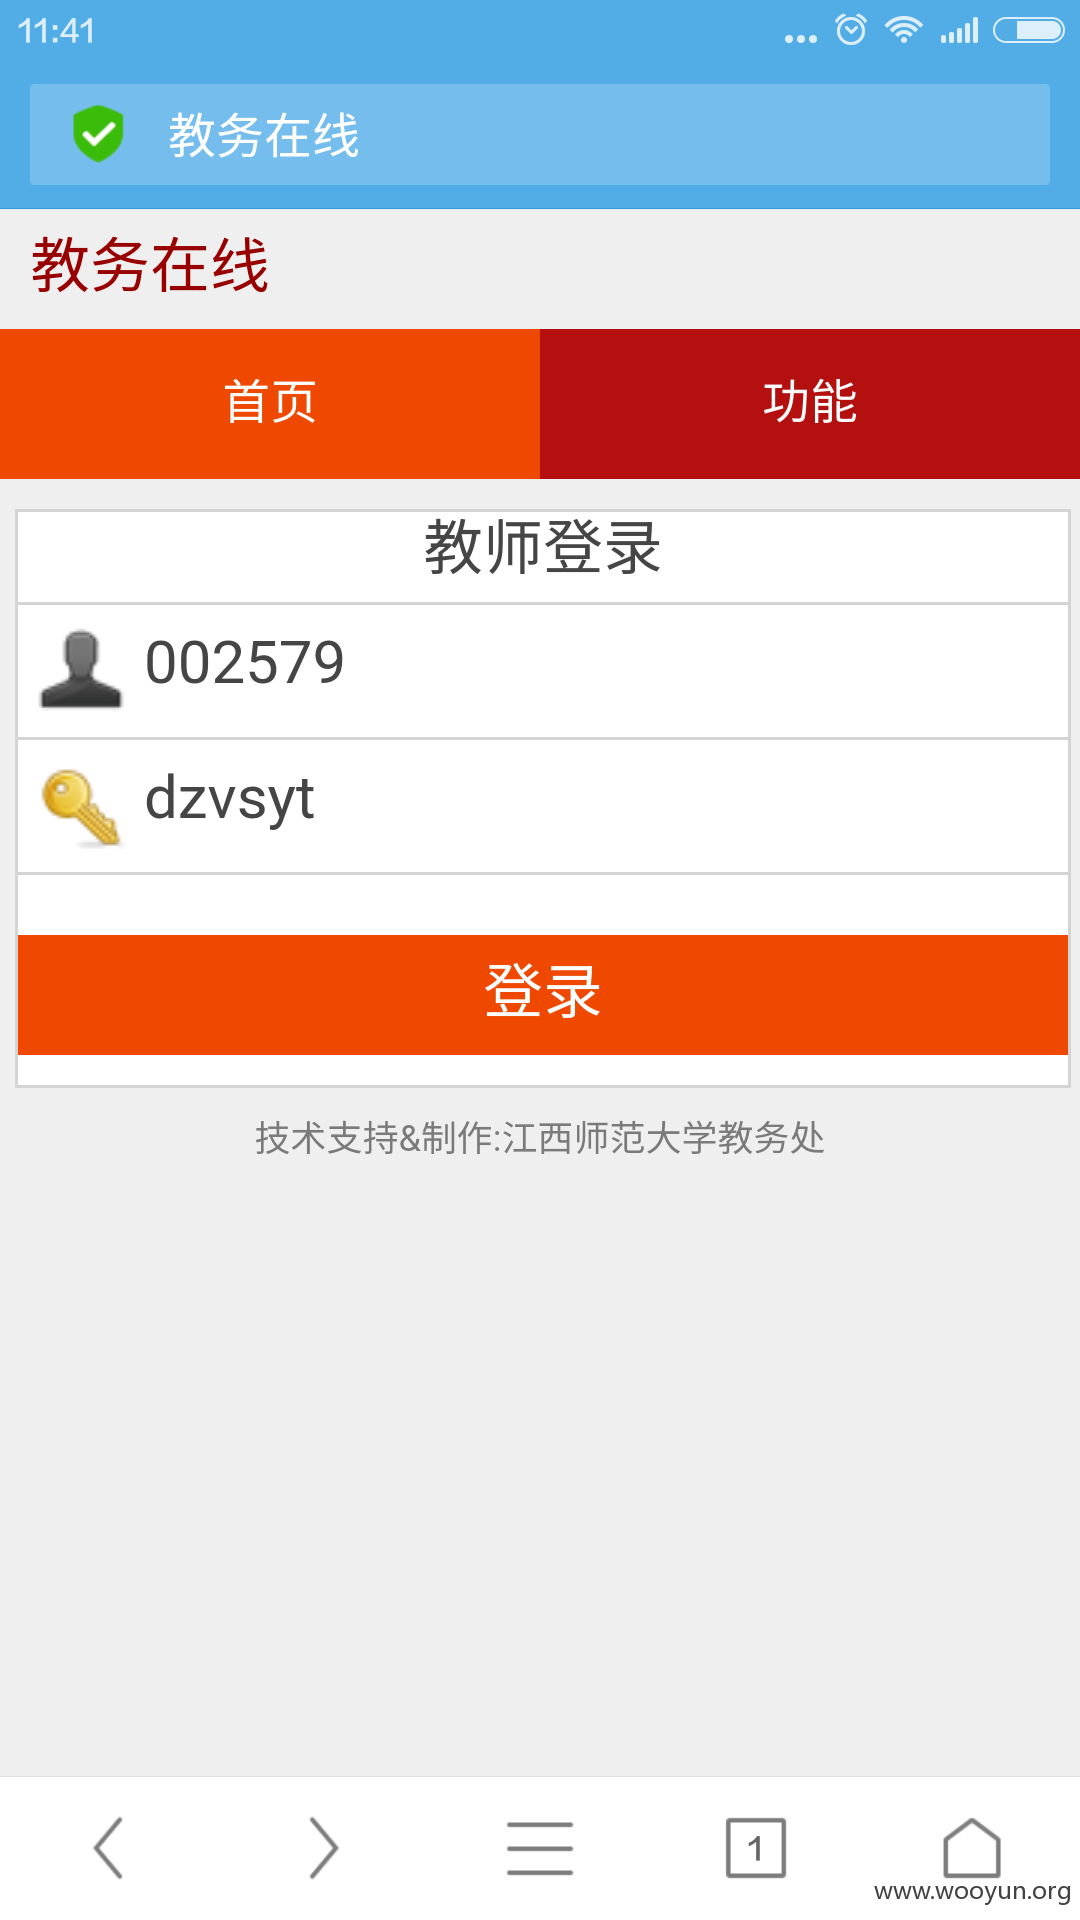 11:41
教务在线
教务在线
首页 功能
教师登录
002579
dzvsyt
登录
技术支持&制作:江西师范大学教务处
1
www.wooyun.org